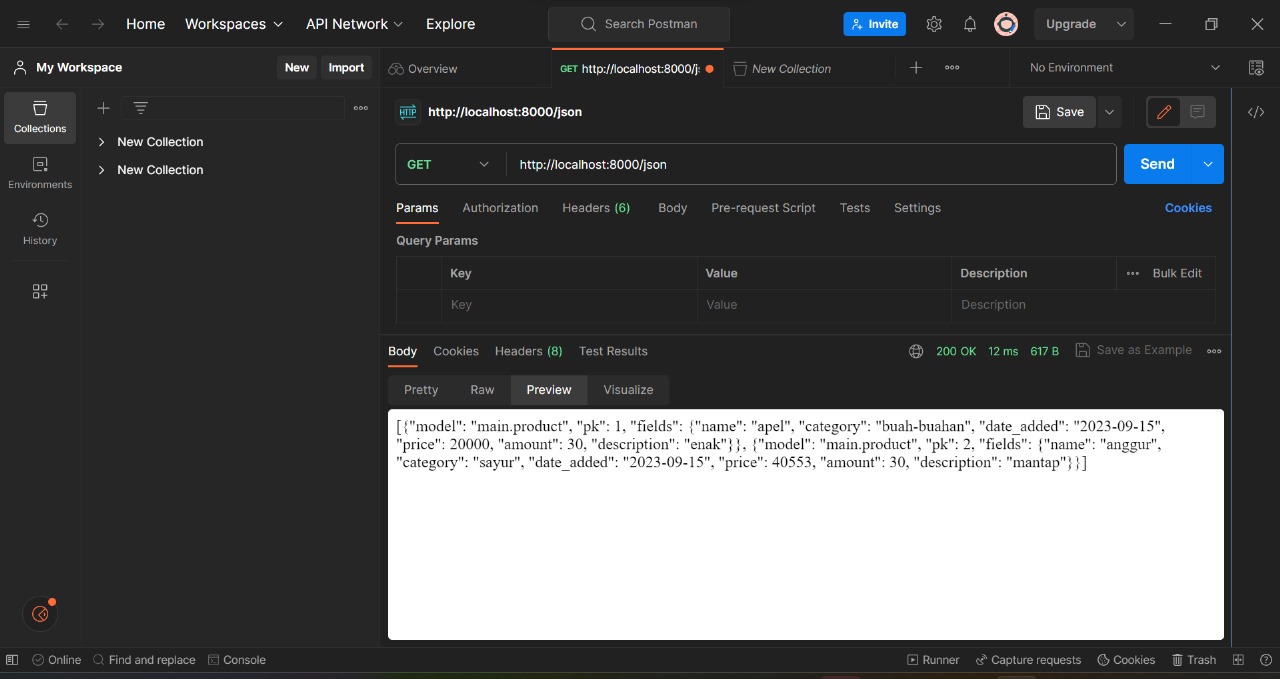 Home Workspaces API Network Explore Search Postman Invite Upgrade
My Workspace New Import Overview GET http://localhost:8000/j: New Collection No Environment
Collections
Environments
History
New Collection
New Collection
HTTP http://localhost:8000/json Save
GET http://localhost:8000/json Send
Params Authorization Headers (6) Body Pre-request Script Tests Settings Cookies
Query Params
Key Value Description Bulk Edit
Key Value Description
Body Cookies Headers (8) Test Results 200 OK 12 ms 617 B Save as Example
Pretty Raw Preview Visualize
[{"model": "main.product", "pk": 1, "fields": {"name": "apel", "category": "buah-buahan", "date_added": "2023-09-15",
"price": 20000, "amount": 30, "description": "enak"}}, {"model": "main.product", "pk": 2, "fields": {"name": "anggur",
"category": "sayur", "date_added": "2023-09-15", "price": 40553, "amount": 30, "description": "mantap"}}]
Online Find and replace Console Runner Capture requests Cookies Trash